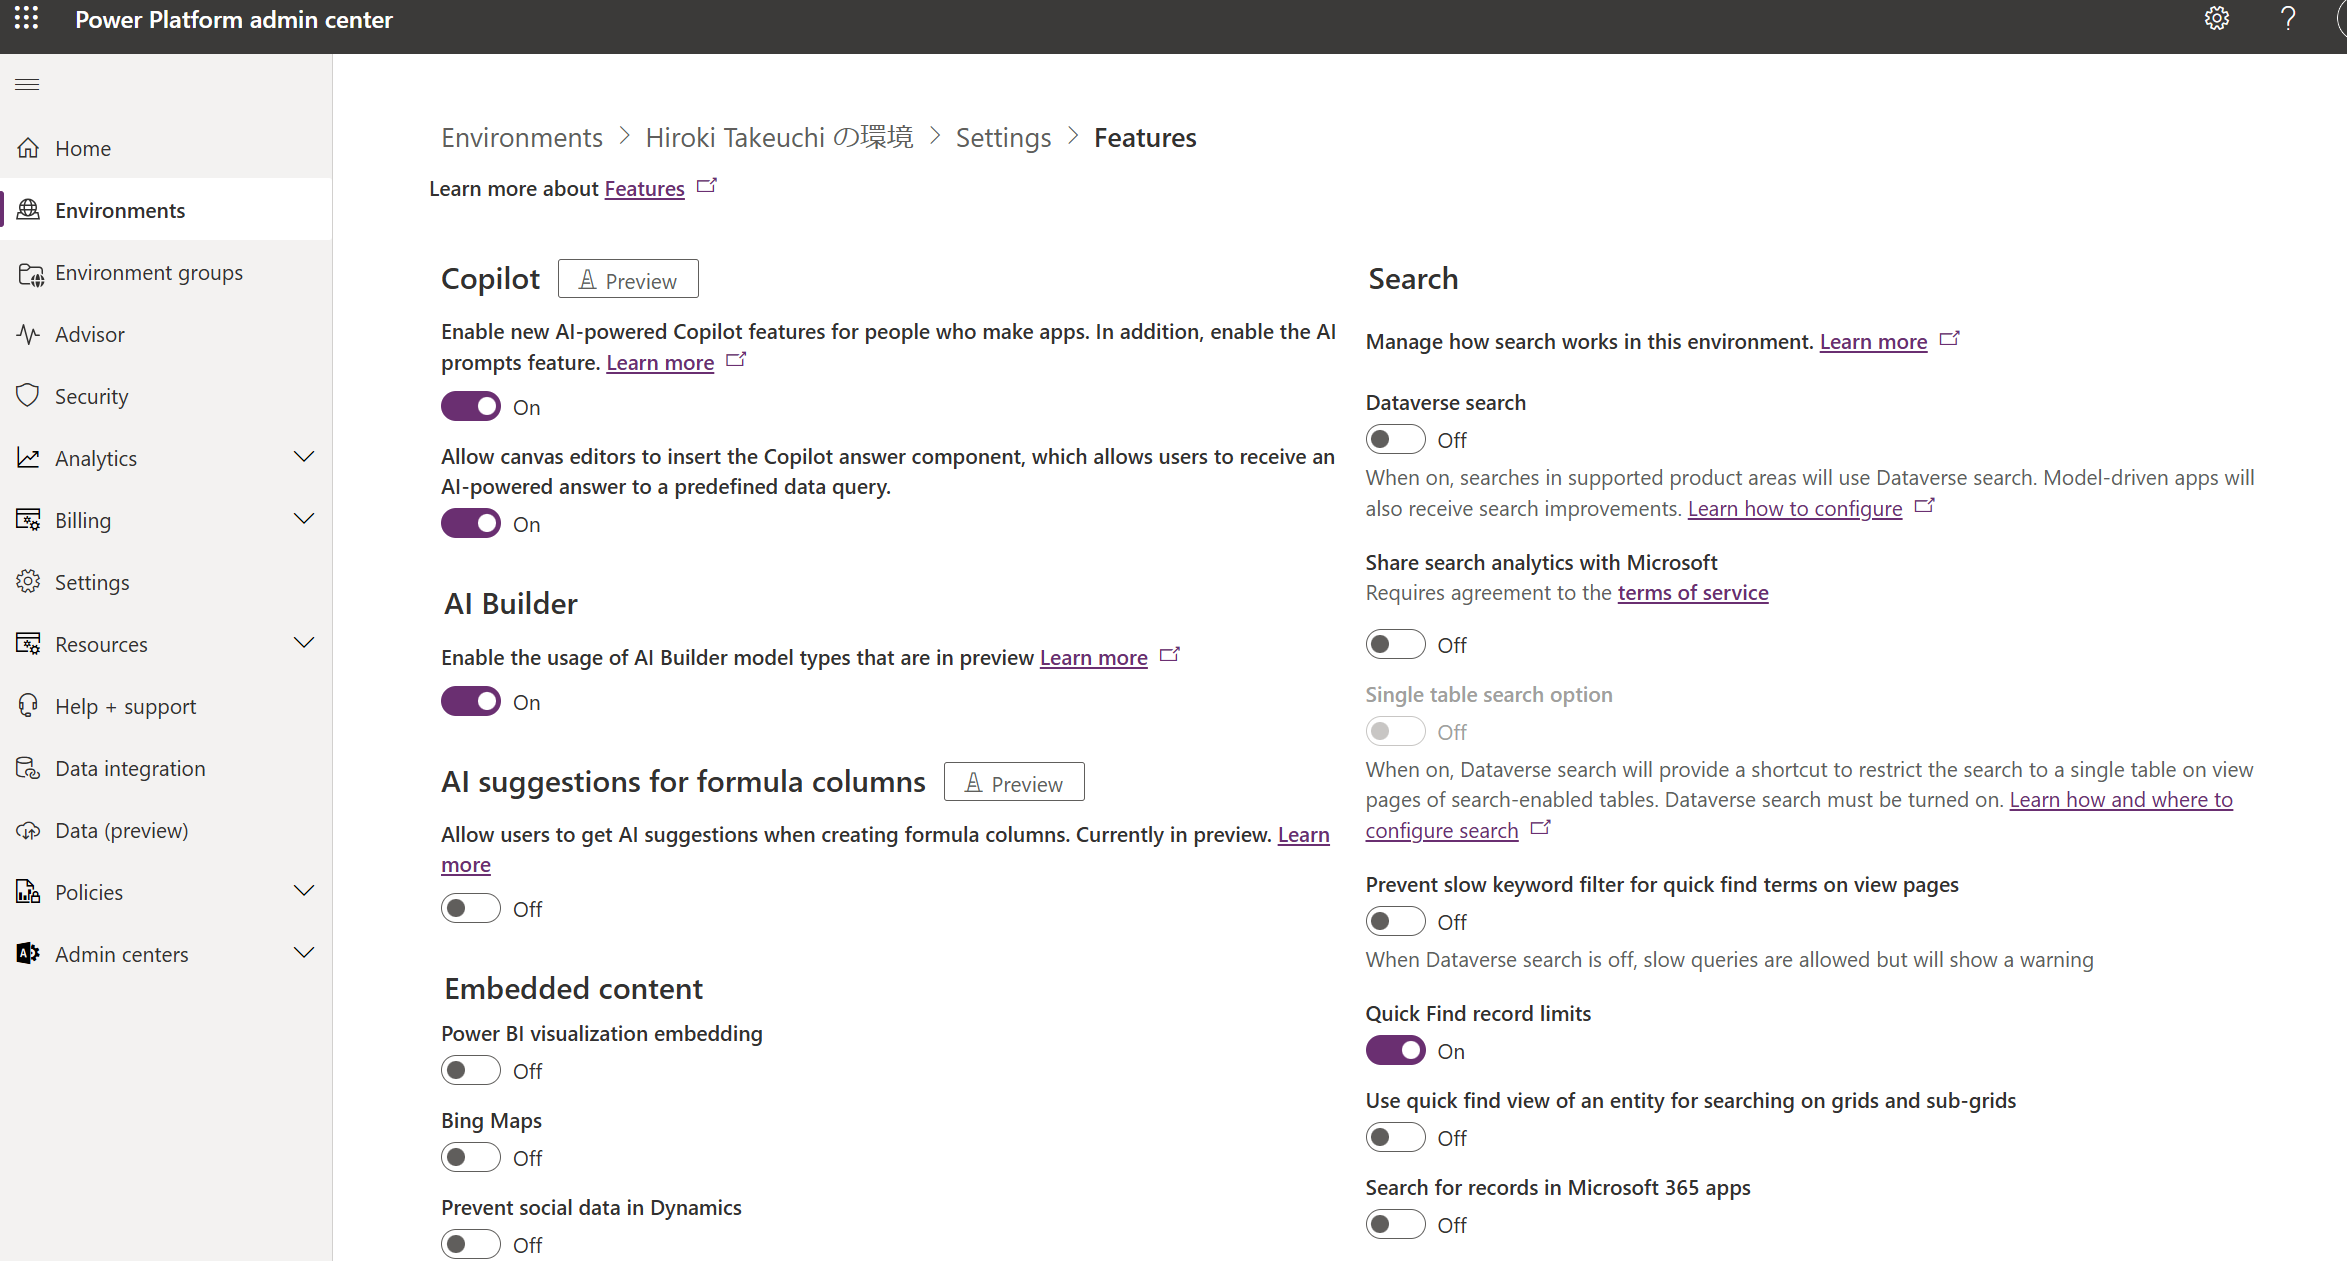 Power Platform admin center
Home
Environments
Environment groups
Advisor
Security
Analytics
Billing
Settings
Resources
Help + support
Data integration
Data (preview)
Policies
Admin centers
Environments > Hiroki Takeuchi の環境 > Settings > Features
Learn more about Features
Copilot Preview
Enable new AI-powered Copilot features for people who make apps. In addition, enable the AI
prompts feature. Learn more
On
Allow canvas editors to insert the Copilot answer component, which allows users to receive an
AI-powered answer to a predefined data query.
On
AI Builder
Enable the usage of AI Builder model types that are in preview Learn more
On
AI suggestions for formula columns Preview
Allow users to get AI suggestions when creating formula columns. Currently in preview. Learn
more
Off
Embedded content
Power BI visualization embedding
Off
Bing Maps
Off
Prevent social data in Dynamics
Off
Search
Manage how search works in this environment. Learn more
Dataverse search
Off
When on, searches in supported product areas will use Dataverse search. Model-driven apps will
also receive search improvements. Learn how to configure
Share search analytics with Microsoft
Requires agreement to the terms of service
Off
Single table search option
Off
When on, Dataverse search will provide a shortcut to restrict the search to a single table on view
pages of search-enabled tables. Dataverse search must be turned on. Learn how and where to
configure search
Prevent slow keyword filter for quick find terms on view pages
Off
When Dataverse search is off, slow queries are allowed but will show a warning
Quick Find record limits
On
Use quick find view of an entity for searching on grids and sub-grids
Off
Search for records in Microsoft 365 apps
Off